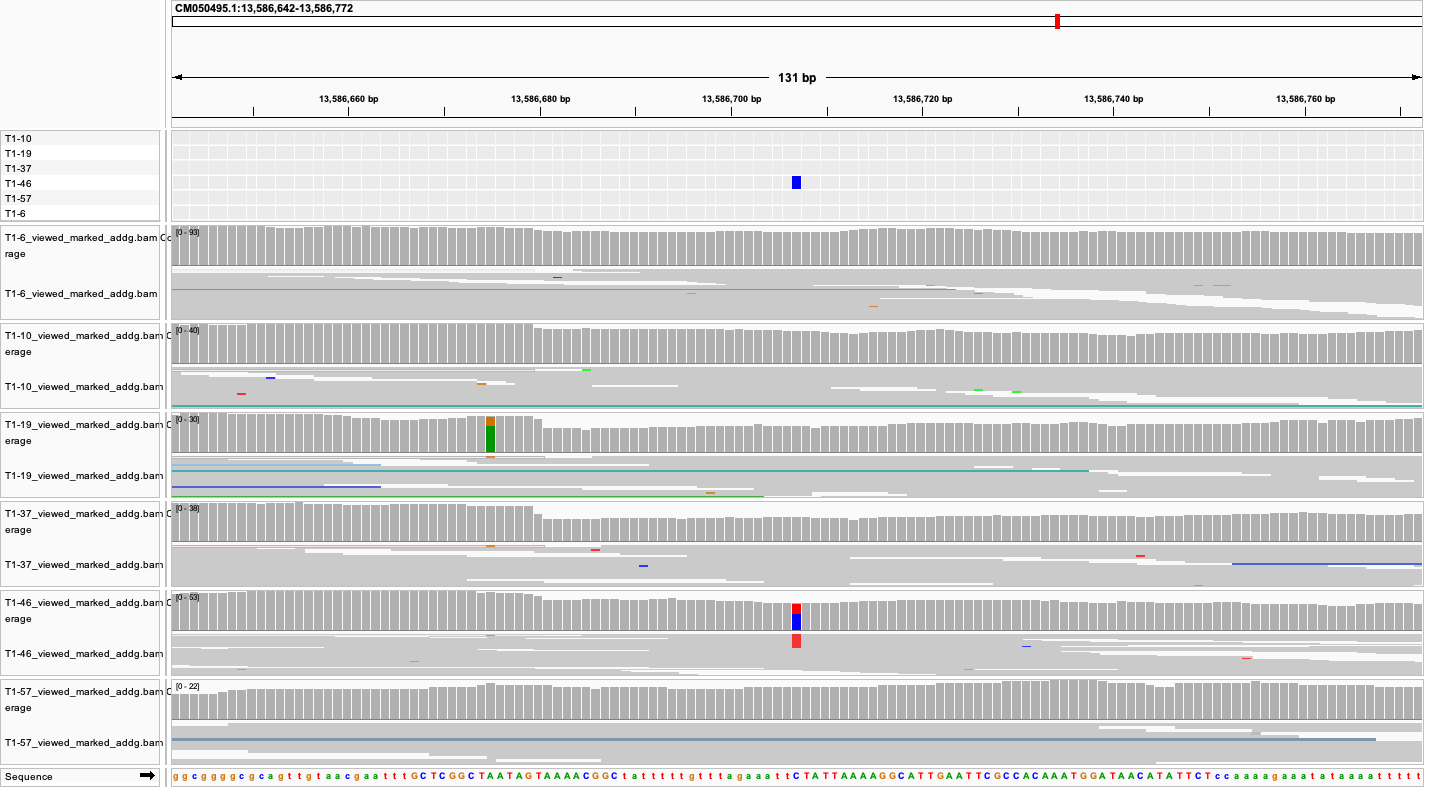 CM050495.1:13,586,642-13,586,772
131 bp
13,586,660 bp 13,586,680 bp 13,586,700 bp 13,586,720 bp 13,586,740 bp 13,586,760 bp
T1-10
T1-19
T1-37
T1-46
T1-57
T1-6
T1-6_viewed_marked_addg.bam Co
rage
[0 - 93]
T1-6_viewed_marked_addg.bam
T1-10_viewed_marked_addg.bam C
erage
[0 - 40]
T1-10_viewed_marked_addg.bam
T1-19_viewed_marked_addg.bam C
erage
[0 - 30]
T1-19_viewed_marked_addg.bam
T1-37_viewed_marked_addg.bam C
erage
[0 - 38]
T1-37_viewed_marked_addg.bam
T1-46_viewed_marked_addg.bam C
erage
[0 - 53]
T1-46_viewed_marked_addg.bam
T1-57_viewed_marked_addg.bam C
erage
[0 - 22]
T1-57_viewed_marked_addg.bam
Sequence g g c g g g g c g c a g t t g t a a c g a a t t t G C T C G G C T A A T A G T A A A A C G G C t a t t t t t g t t t a g a a a t t C T A T T A A A A G G C A T T G A A T T C G C C A C A A A T G G A T A A C A T A T T C T c c a a a a g a a a t a t a a a a t t t t t